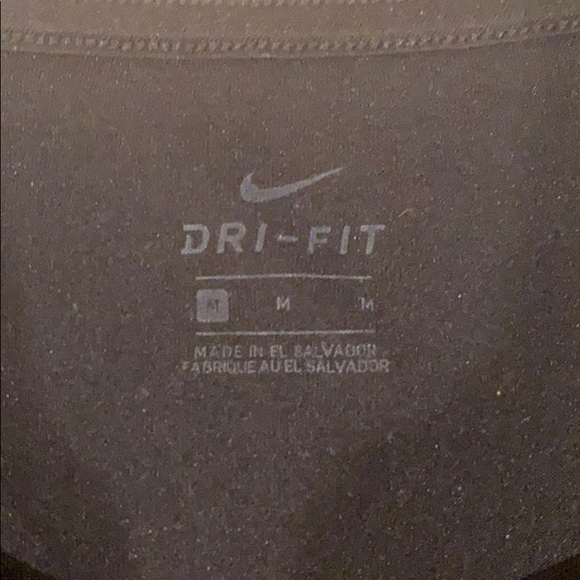 DRI-FIT
M M M
MADE IN EL SALVADOR
FABRIQUE AU EL SALVADOR